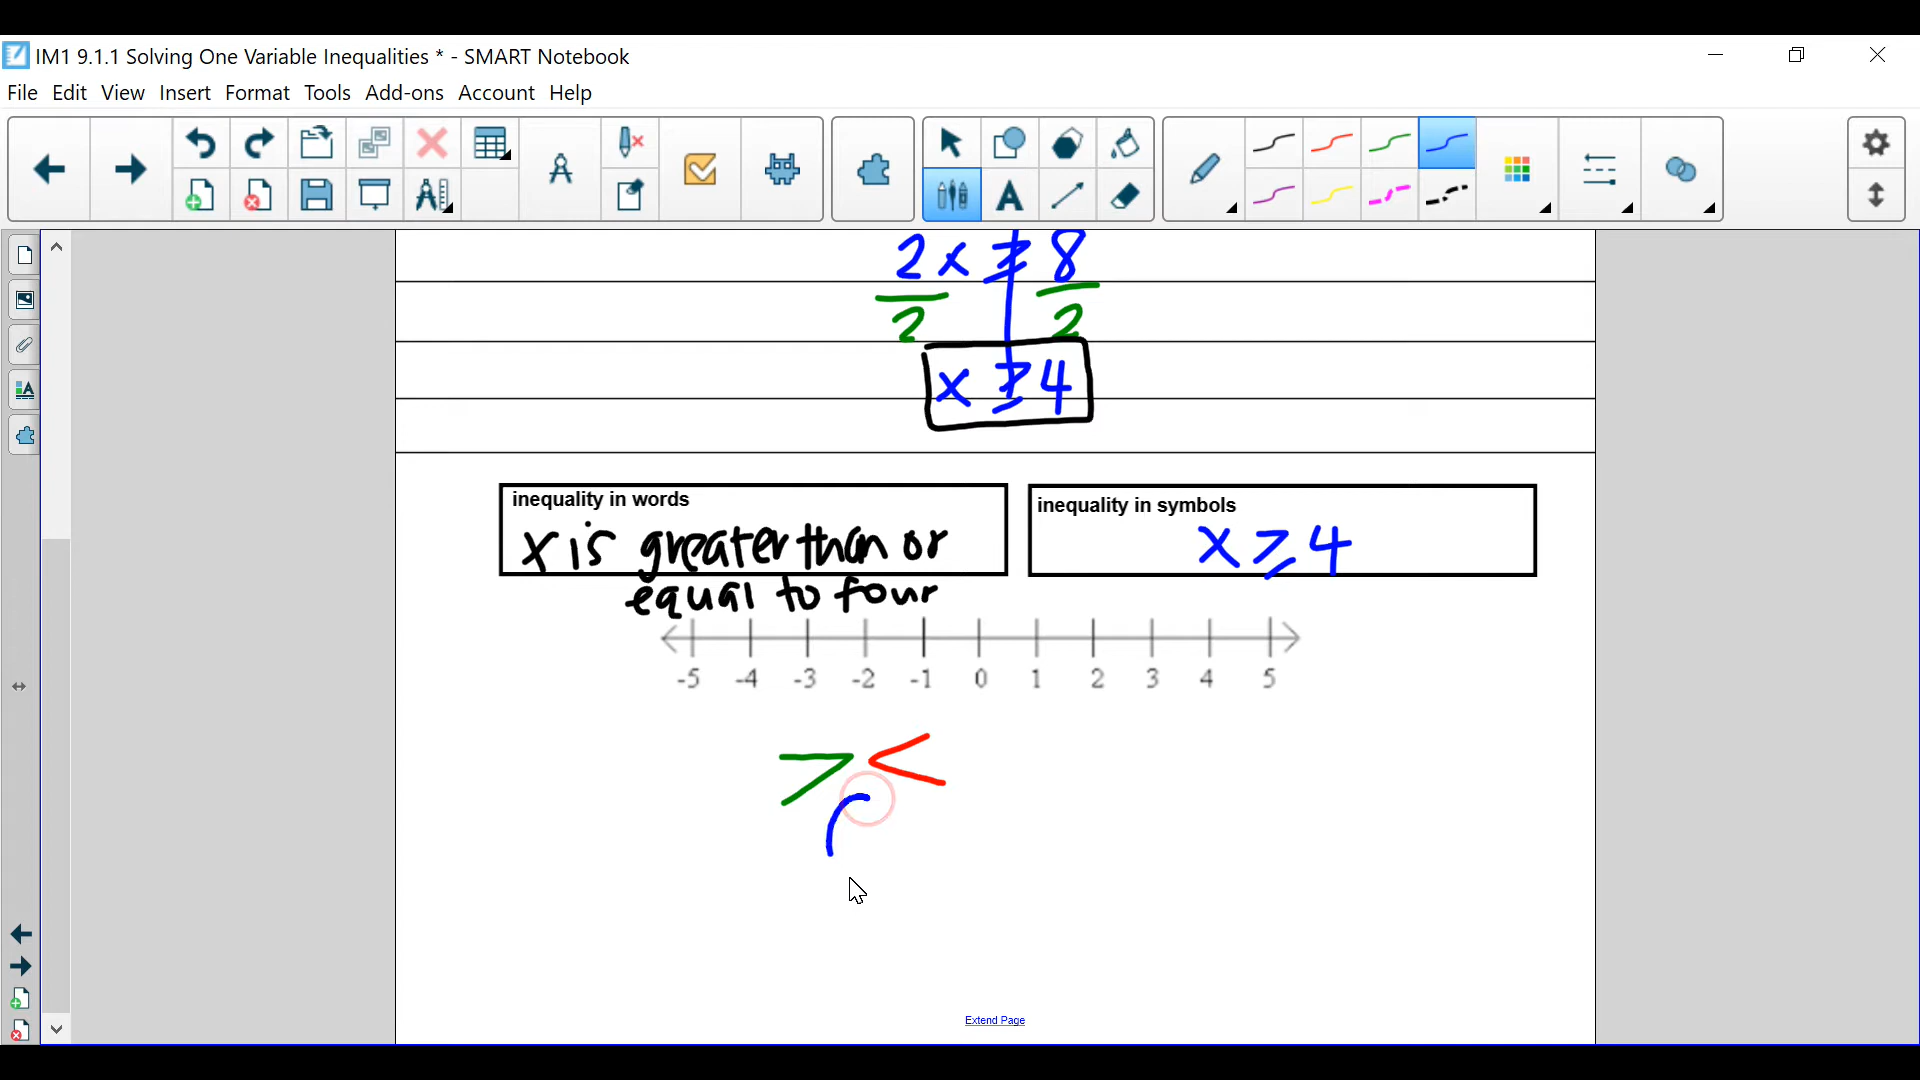 IM1 9.1.1 Solving One Variable Inequalities * - SMART Notebook
File Edit View Insert Format Tools Add-ons Account Help
2x ≥ 8
2 2
x ≥ 4
inequality in words
x is greater than or
equal to four
inequality in symbols
x ≥ 4
-5 -4 -3 -2 -1 0 1 2 3 4 5
> <
Extend Page